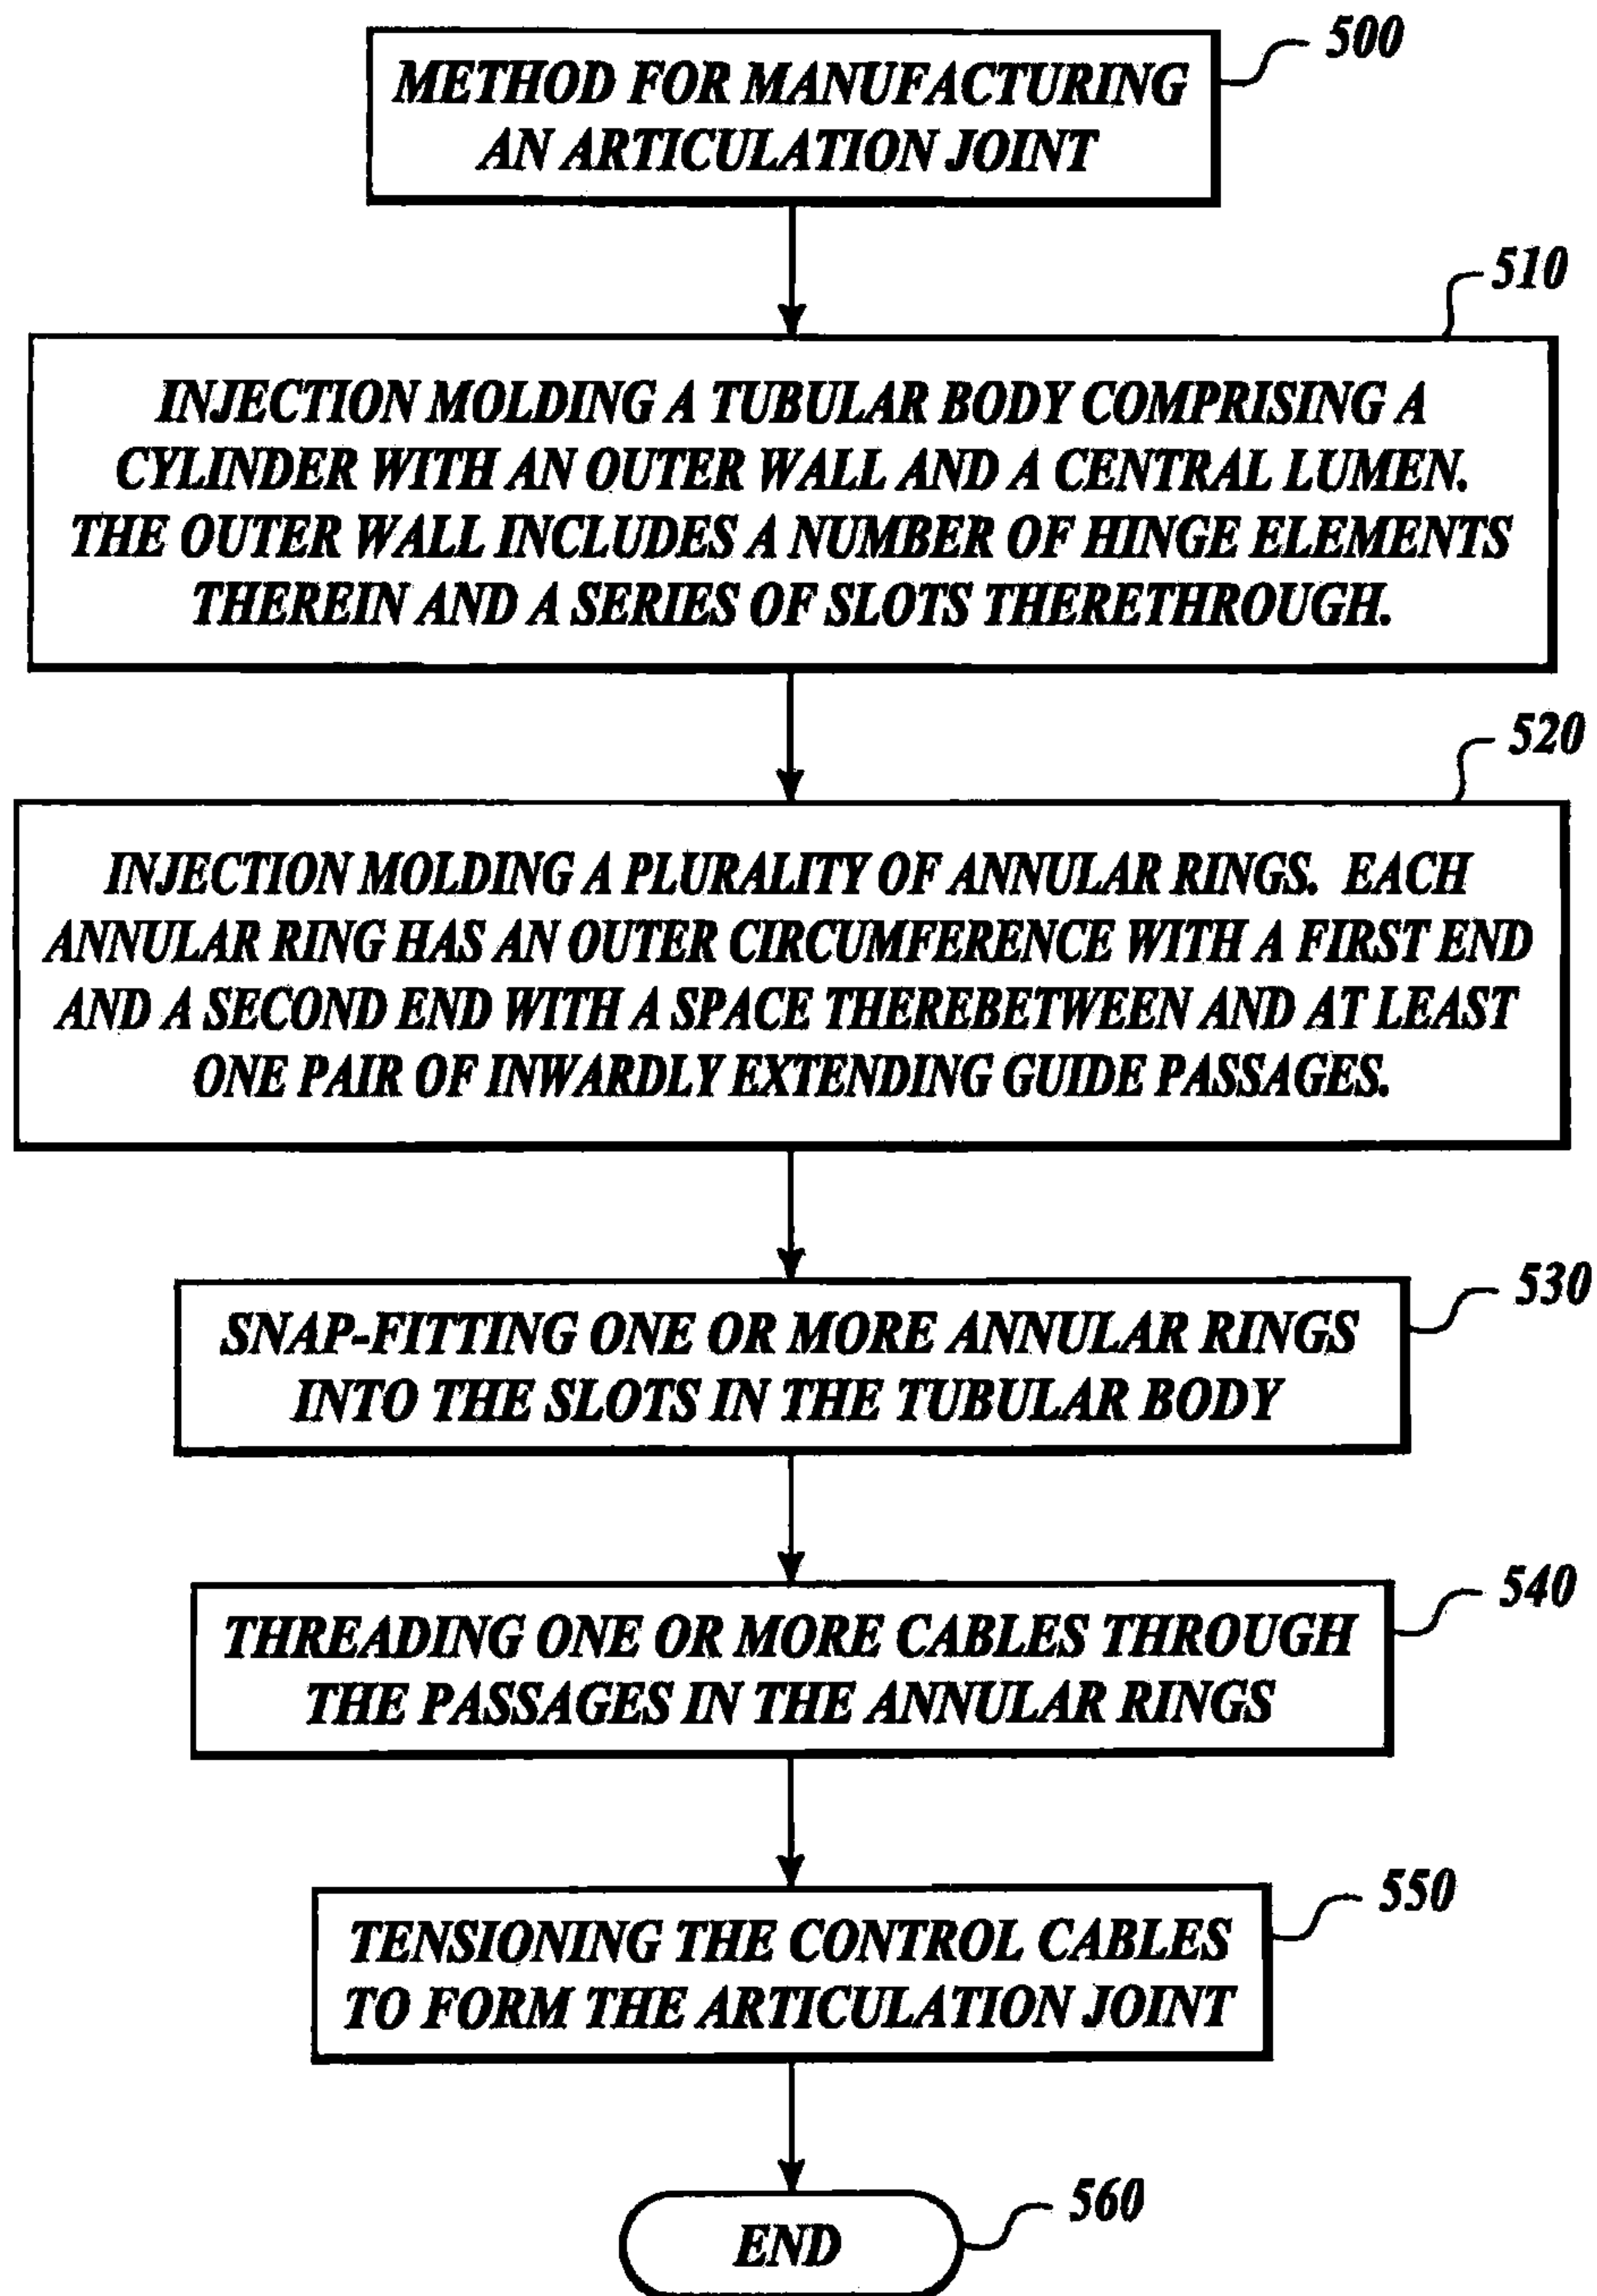 500
METHOD FOR MANUFACTURING
AN ARTICULATION JOINT
510
INJECTION MOLDING A TUBULAR BODY COMPRISING A
CYLINDER WITH AN OUTER WALL AND A CENTRAL LUMEN.
THE OUTER WALL INCLUDES A NUMBER OF HINGE ELEMENTS
THEREIN AND A SERIES OF SLOTS THERETHROUGH.
520
INJECTION MOLDING A PLURALITY OF ANNULAR RINGS. EACH
ANNULAR RING HAS AN OUTER CIRCUMFERENCE WITH A FIRST END
AND A SECOND END WITH A SPACE THEREBETWEEN AND AT LEAST
ONE PAIR OF INWARDLY EXTENDING GUIDE PASSAGES.
530
SNAP-FITTING ONE OR MORE ANNULAR RINGS
INTO THE SLOTS IN THE TUBULAR BODY
540
THREADING ONE OR MORE CABLES THROUGH
THE PASSAGES IN THE ANNULAR RINGS
550
TENSIONING THE CONTROL CABLES
TO FORM THE ARTICULATION JOINT
560
END